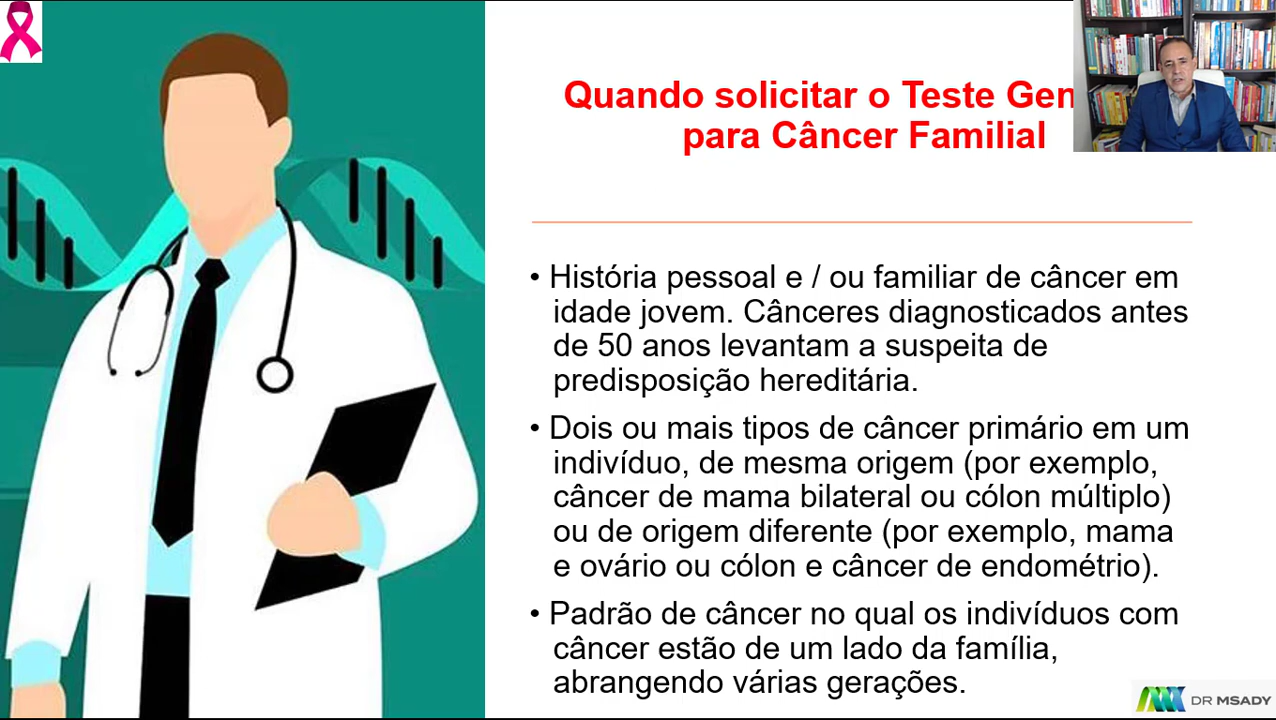 Quando solicitar o Teste
para Câncer Familial
• História pessoal e / ou familiar de câncer em
idade jovem. Cânceres diagnosticados antes
de 50 anos levantam a suspeita de
predisposição hereditária.
• Dois ou mais tipos de câncer primário em um
indivíduo, de mesma origem (por exemplo,
câncer de mama bilateral ou cólon múltiplo)
ou de origem diferente (por exemplo, mama
e ovário ou cólon e câncer de endométrio).
• Padrão de câncer no qual os indivíduos com
câncer estão de um lado da família,
abrangendo várias gerações.
DR MSADY